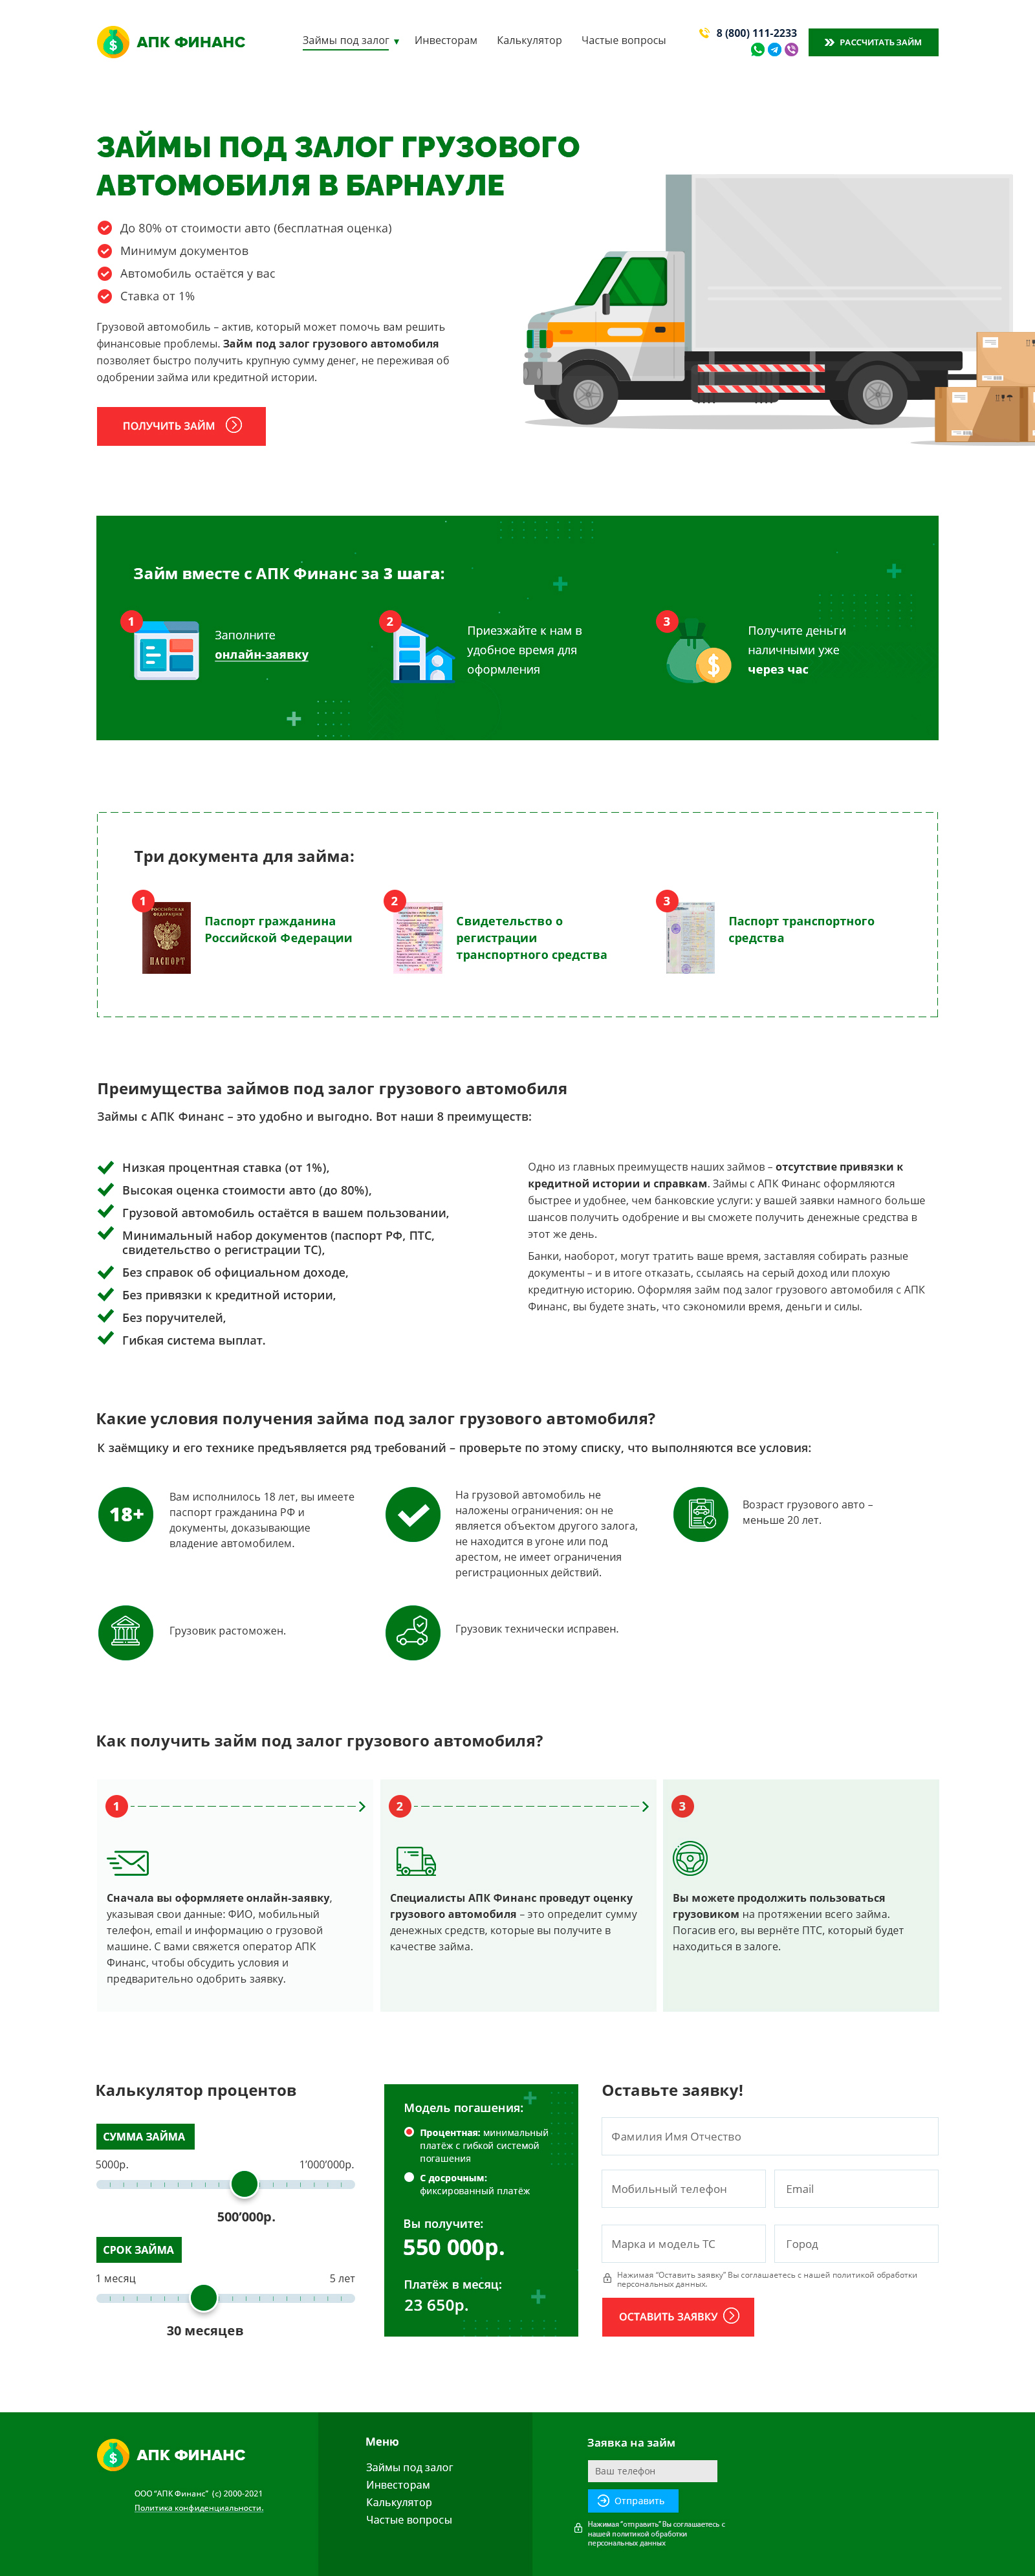 АПК ФИНАНС
Займы под залог ▼
Инвесторам
Калькулятор
Частые вопросы
8 (800) 111-2233
РАССЧИТАТЬ ЗАЙМ
ЗАЙМЫ ПОД ЗАЛОГ ГРУЗОВОГО
АВТОМОБИЛЯ В БАРНАУЛЕ
До 80% от стоимости авто (бесплатная оценка)
Минимум документов
Автомобиль остаётся у вас
Ставка от 1%
Грузовой автомобиль – актив, который может помочь вам решить
финансовые проблемы. Займ под залог грузового автомобиля
позволяет быстро получить крупную сумму денег, не переживая об
одобрении займа или кредитной истории.
ПОЛУЧИТЬ ЗАЙМ
Займ вместе с АПК Финанс за 3 шага:
1
Заполните
онлайн-заявку
2
Приезжайте к нам в
удобное время для
оформления
3
Получите деньги
наличными уже
через час
Три документа для займа:
1
РОССИЙСКАЯ
ФЕДЕРАЦИЯ
ПАСПОРТ
Паспорт гражданина
Российской Федерации
2
Свидетельство о
регистрации
транспортного средства
3
Паспорт транспортного
средства
Преимущества займов под залог грузового автомобиля
Займы с АПК Финанс – это удобно и выгодно. Вот наши 8 преимуществ:
Низкая процентная ставка (от 1%),
Высокая оценка стоимости авто (до 80%),
Грузовой автомобиль остаётся в вашем пользовании,
Минимальный набор документов (паспорт РФ, ПТС,
свидетельство о регистрации ТС),
Без справок об официальном доходе,
Без привязки к кредитной истории,
Без поручителей,
Гибкая система выплат.
Одно из главных преимуществ наших займов – отсутствие привязки к
кредитной истории и справкам. Займы с АПК Финанс оформляются
быстрее и удобнее, чем банковские услуги: у вашей заявки намного больше
шансов получить одобрение и вы сможете получить денежные средства в
этот же день.
Банки, наоборот, могут тратить ваше время, заставляя собирать разные
документы – и в итоге отказать, ссылаясь на серый доход или плохую
кредитную историю. Оформляя займ под залог грузового автомобиля с АПК
Финанс, вы будете знать, что сэкономили время, деньги и силы.
Какие условия получения займа под залог грузового автомобиля?
К заёмщику и его технике предъявляется ряд требований – проверьте по этому списку, что выполняются все условия:
18+
Вам исполнилось 18 лет, вы имеете
паспорт гражданина РФ и
документы, доказывающие
владение автомобилем.
На грузовой автомобиль не
наложены ограничения: он не
является объектом другого залога,
не находится в угоне или под
арестом, не имеет ограничения
регистрационных действий.
Возраст грузового авто –
меньше 20 лет.
Грузовик растоможен.
Грузовик технически исправен.
Как получить займ под залог грузового автомобиля?
1
Сначала вы оформляете онлайн-заявку,
указывая свои данные: ФИО, мобильный
телефон, email и информацию о грузовой
машине. С вами свяжется оператор АПК
Финанс, чтобы обсудить условия и
предварительно одобрить заявку.
2
Специалисты АПК Финанс проведут оценку
грузового автомобиля – это определит сумму
денежных средств, которые вы получите в
качестве займа.
3
Вы можете продолжить пользоваться
грузовиком на протяжении всего займа.
Погасив его, вы вернёте ПТС, который будет
находиться в залоге.
Калькулятор процентов
СУММА ЗАЙМА
5000р.
1’000’000р.
500’000р.
СРОК ЗАЙМА
1 месяц
5 лет
30 месяцев
Модель погашения:
Процентная: минимальный
платёж с гибкой системой
погашения
С досрочным:
фиксированный платёж
Вы получите:
550 000р.
Платёж в месяц:
23 650р.
Оставьте заявку!
Фамилия Имя Отчество
Мобильный телефон
Email
Марка и модель ТС
Город
Нажимая “Оставить заявку” Вы соглашаетесь с нашей политикой обработки
персональных данных.
ОСТАВИТЬ ЗАЯВКУ
АПК ФИНАНС
ООО “АПК Финанс” (с) 2000-2021
Политика конфиденциальности.
Меню
Займы под залог
Инвесторам
Калькулятор
Частые вопросы
Заявка на займ
Ваш телефон
Отправить
Нажимая “отправить” Вы соглашаетесь с
нашей политикой обработки
персональных данных